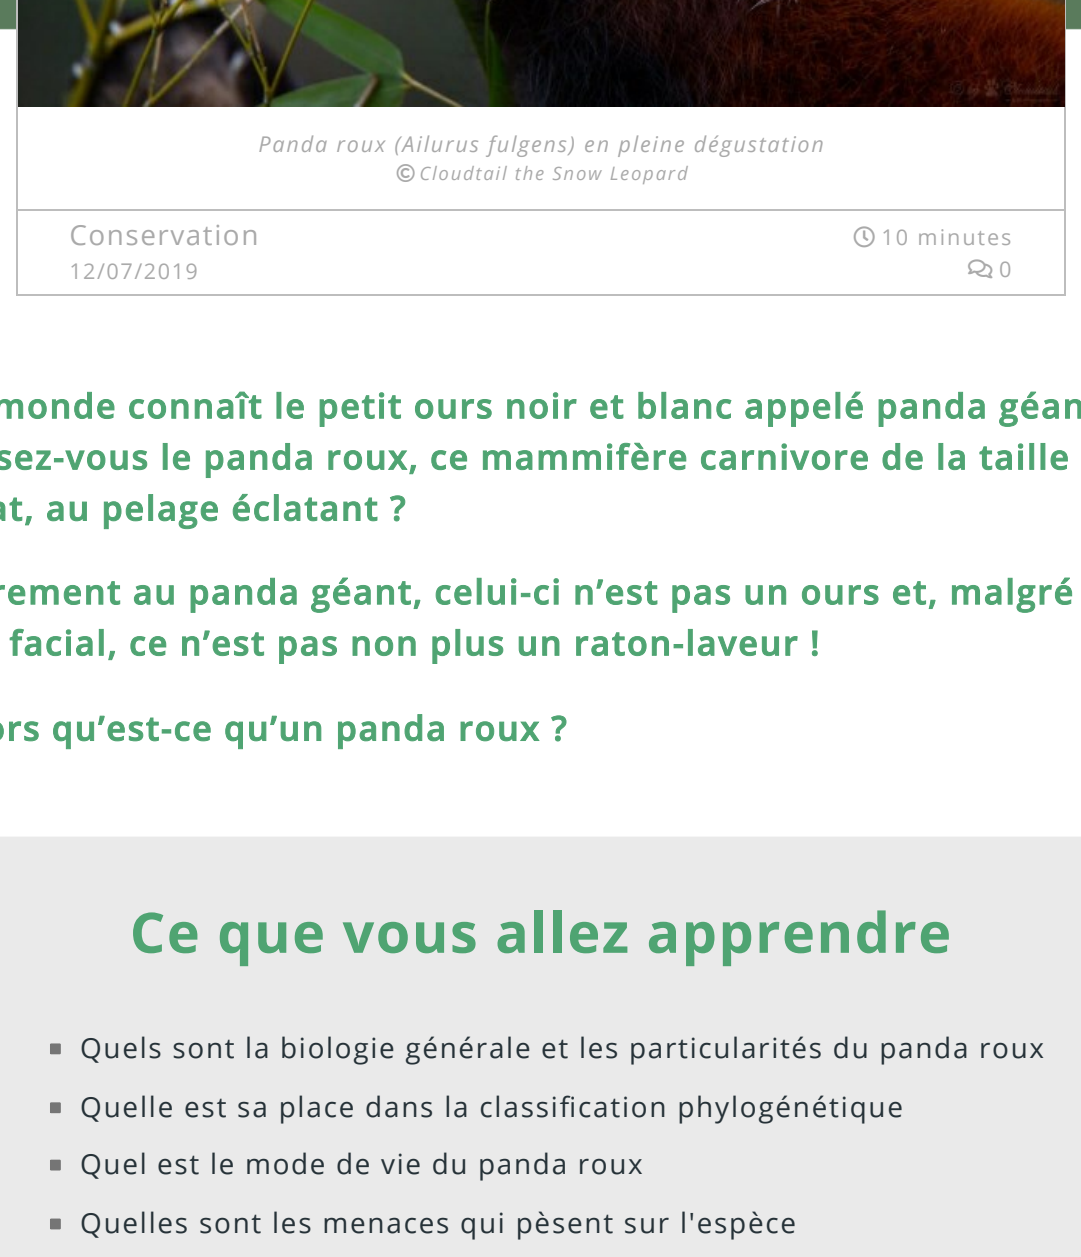 Panda roux (Ailurus fulgens) en pleine dégustation
© Cloudtail the Snow Leopard
Conservation
10 minutes
12/07/2019
0
monde connaît le petit ours noir et blanc appelé panda géan
sez-vous le panda roux, ce mammifère carnivore de la taille
at, au pelage éclatant ?
rement au panda géant, celui-ci n’est pas un ours et, malgré
facial, ce n’est pas non plus un raton-laveur !
ors qu’est-ce qu’un panda roux ?
Ce que vous allez apprendre
Quels sont la biologie générale et les particularités du panda roux
Quelle est sa place dans la classification phylogénétique
Quel est le mode de vie du panda roux
Quelles sont les menaces qui pèsent sur l'espèce